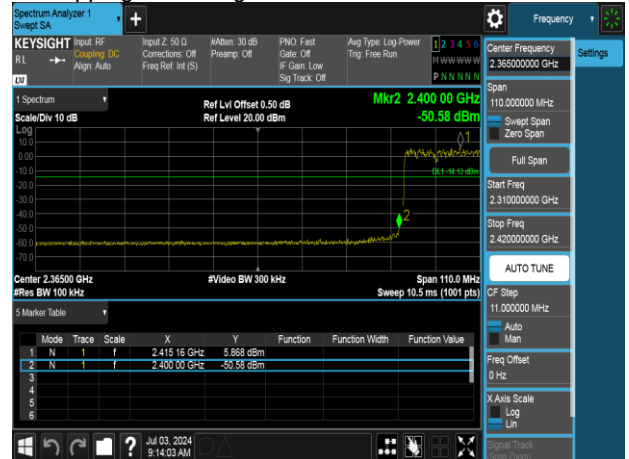 Spectrum Analyzer 1
Swept SA
+
Frequency
KEYSIGHT
Input: RF
Input Z: 50 Ω
#Atten: 30 dB
PNO: Fast
Avg Type: Log-Power
1 2 3 4 5 6
RL
Coupling: DC
Corrections: Off
Preamp: Off
Gate: Off
Trig: Free Run
M W W W W W
Align: Auto
Freq Ref: Int (S)
IF Gain: Low
Sig Track: Off
P N N N N N
LXI
Center Frequency
2.365000000 GHz
Settings
Span
110.000000 MHz
Swept Span
Zero Span
Full Span
Start Freq
2.310000000 GHz
Stop Freq
2.420000000 GHz
AUTO TUNE
CF Step
11.000000 MHz
Auto
Man
Freq Offset
0 Hz
X Axis Scale
Log
Lin
Signal Track
(Span Zoom)
1 Spectrum
Ref Lvl Offset 0.50 dB
Mkr2 2.400 00 GHz
Scale/Div 10 dB
Ref Level 20.00 dBm
-50.58 dBm
Log
10.0
0.00
-10.0
-20.0
-30.0
-40.0
-50.0
-60.0
-70.0
1
DL1 -14.13 dBm
2
Center 2.36500 GHz
#Video BW 300 kHz
Span 110.0 MHz
#Res BW 100 kHz
Sweep 10.5 ms (1001 pts)
5 Marker Table
Mode Trace Scale X Y Function Function Width Function Value
1 N 1 f 2.415 16 GHz 5.868 dBm
2 N 1 f 2.400 00 GHz -50.58 dBm
3
4
5
6
?
Jul 03, 2024
9:14:03 AM